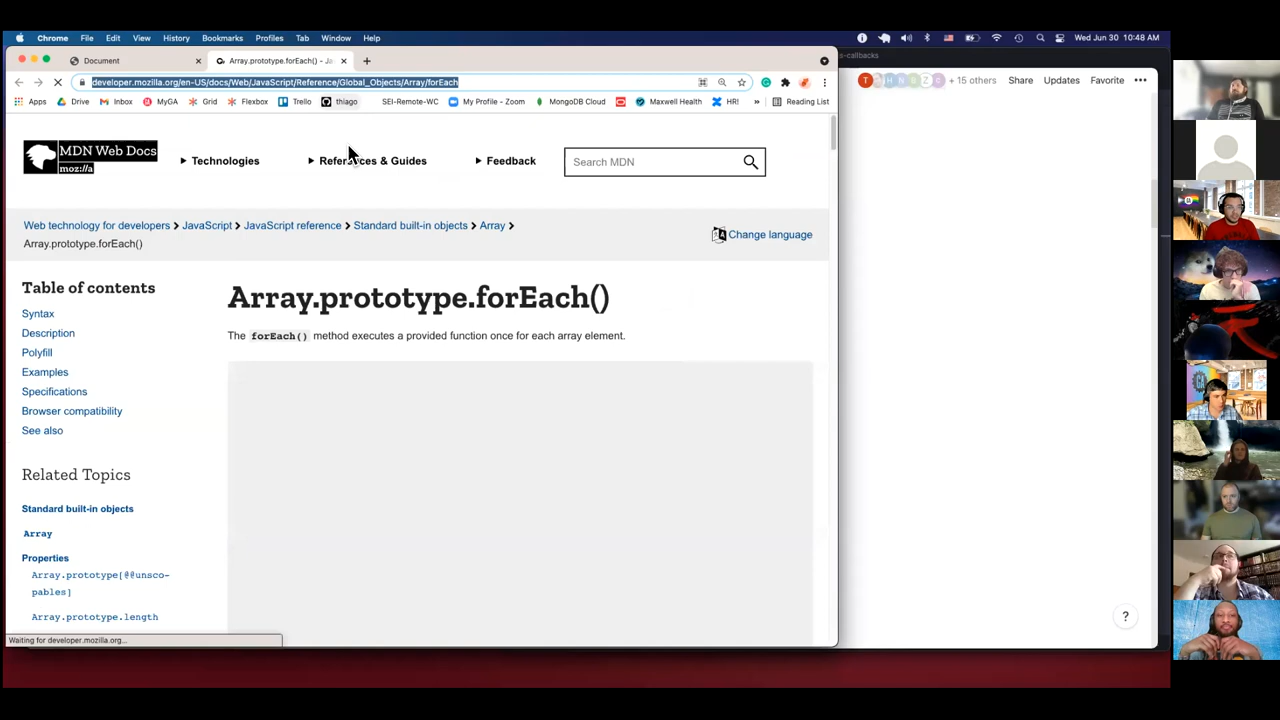 Chrome File Edit View History Bookmarks Profiles Tab Window Help
Wed Jun 30 10:48 AM
Document
Array.prototype.forEach() - Ja
s-callbacks
developer.mozilla.org/en-US/docs/Web/JavaScript/Reference/Global_Objects/Array/forEach
T H N G Z c + 15 others Share Updates Favorite
Apps Drive Inbox MyGA Grid Flexbox Trello thiago SEI-Remote-WC My Profile - Zoom MongoDB Cloud Maxwell Health HR! » Reading List
MDN Web Docs
moz://a
Technologies References & Guides Feedback Search MDN
Web technology for developers JavaScript JavaScript reference Standard built-in objects Array
Array.prototype.forEach()
Change language
Table of contents
Syntax
Description
Polyfill
Examples
Specifications
Browser compatibility
See also
Related Topics
Standard built-in objects
Array
Properties
Array.prototype[@@unsco-
pables]
Array.prototype.length
Array.prototype.forEach()
The forEach() method executes a provided function once for each array element.
Waiting for developer.mozilla.org...
?
GA